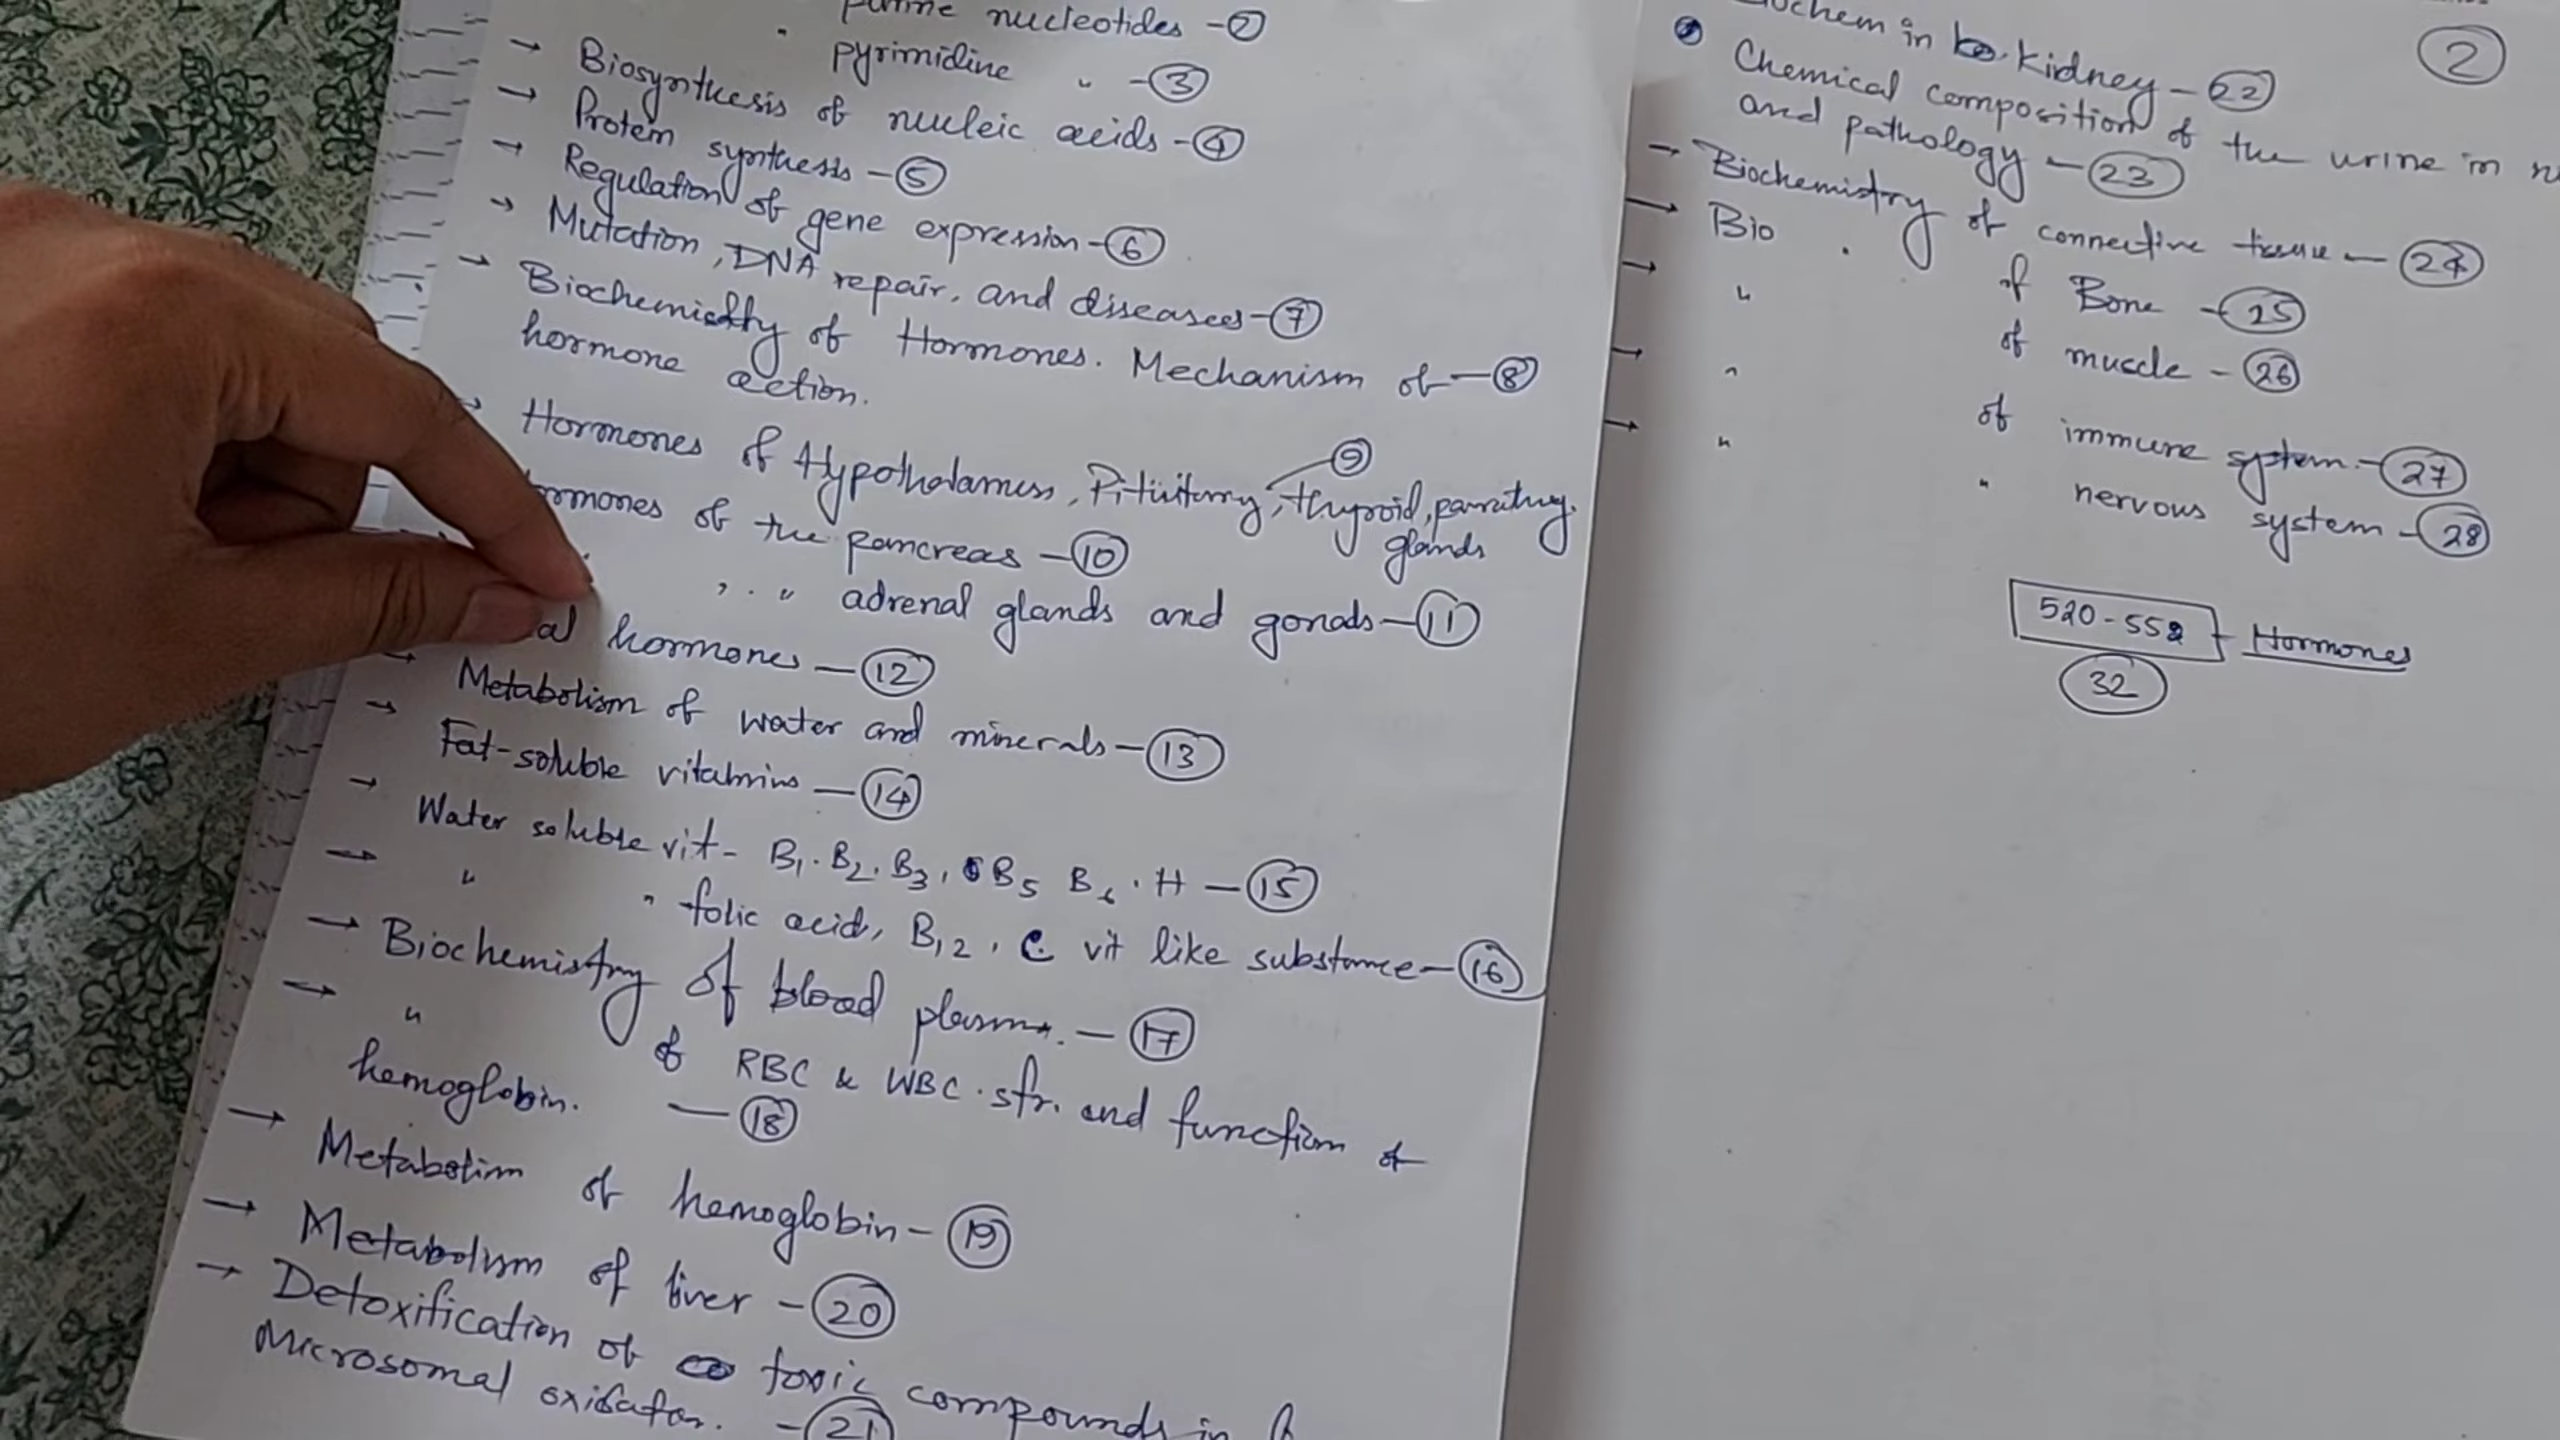 purine nucleotides - 2
" pyrimidine " - 3
→ Biosynthesis of nucleic acids - 4
→ Protein synthesis - 5
→ Regulation of gene expression - 6
→ Mutation, DNA repair, and diseases - 7
→ Biochemistry of Hormones. Mechanism of - 8
hormone action.
→ Hormones of Hypothalamus, Pituitary, thyroid, parathy. 9
glands
ormones of the pancreas - 10
" " adrenal glands and gonads - 11
al hormones - 12
→ Metabolism of water and minerals - 13
→ Fat-soluble vitamins - 14
→ Water soluble vit - B1. B2. B3, B5 B6. H - 15
→ " " folic acid, B12, C. vit like substance - 16
→ Biochemistry of blood plasma. - 17
→ " of RBC & WBC. str. and function of
hemoglobin. - 18
→ Metabolism of hemoglobin - 19
→ Metabolism of liver - 20
→ Detoxification of toxic compounds in
Microsomal oxidation. - 21
2
ochem in Kidney - 22
Chemical composition of the urine in n
and pathology - 23
→ Biochemistry of connective tissue - 24
→ Bio " of Bone - 25
→ " of muscle - 26
→ " of immune system. - 27
→ " " nervous system - 28
520 - 552 - Hormones
32